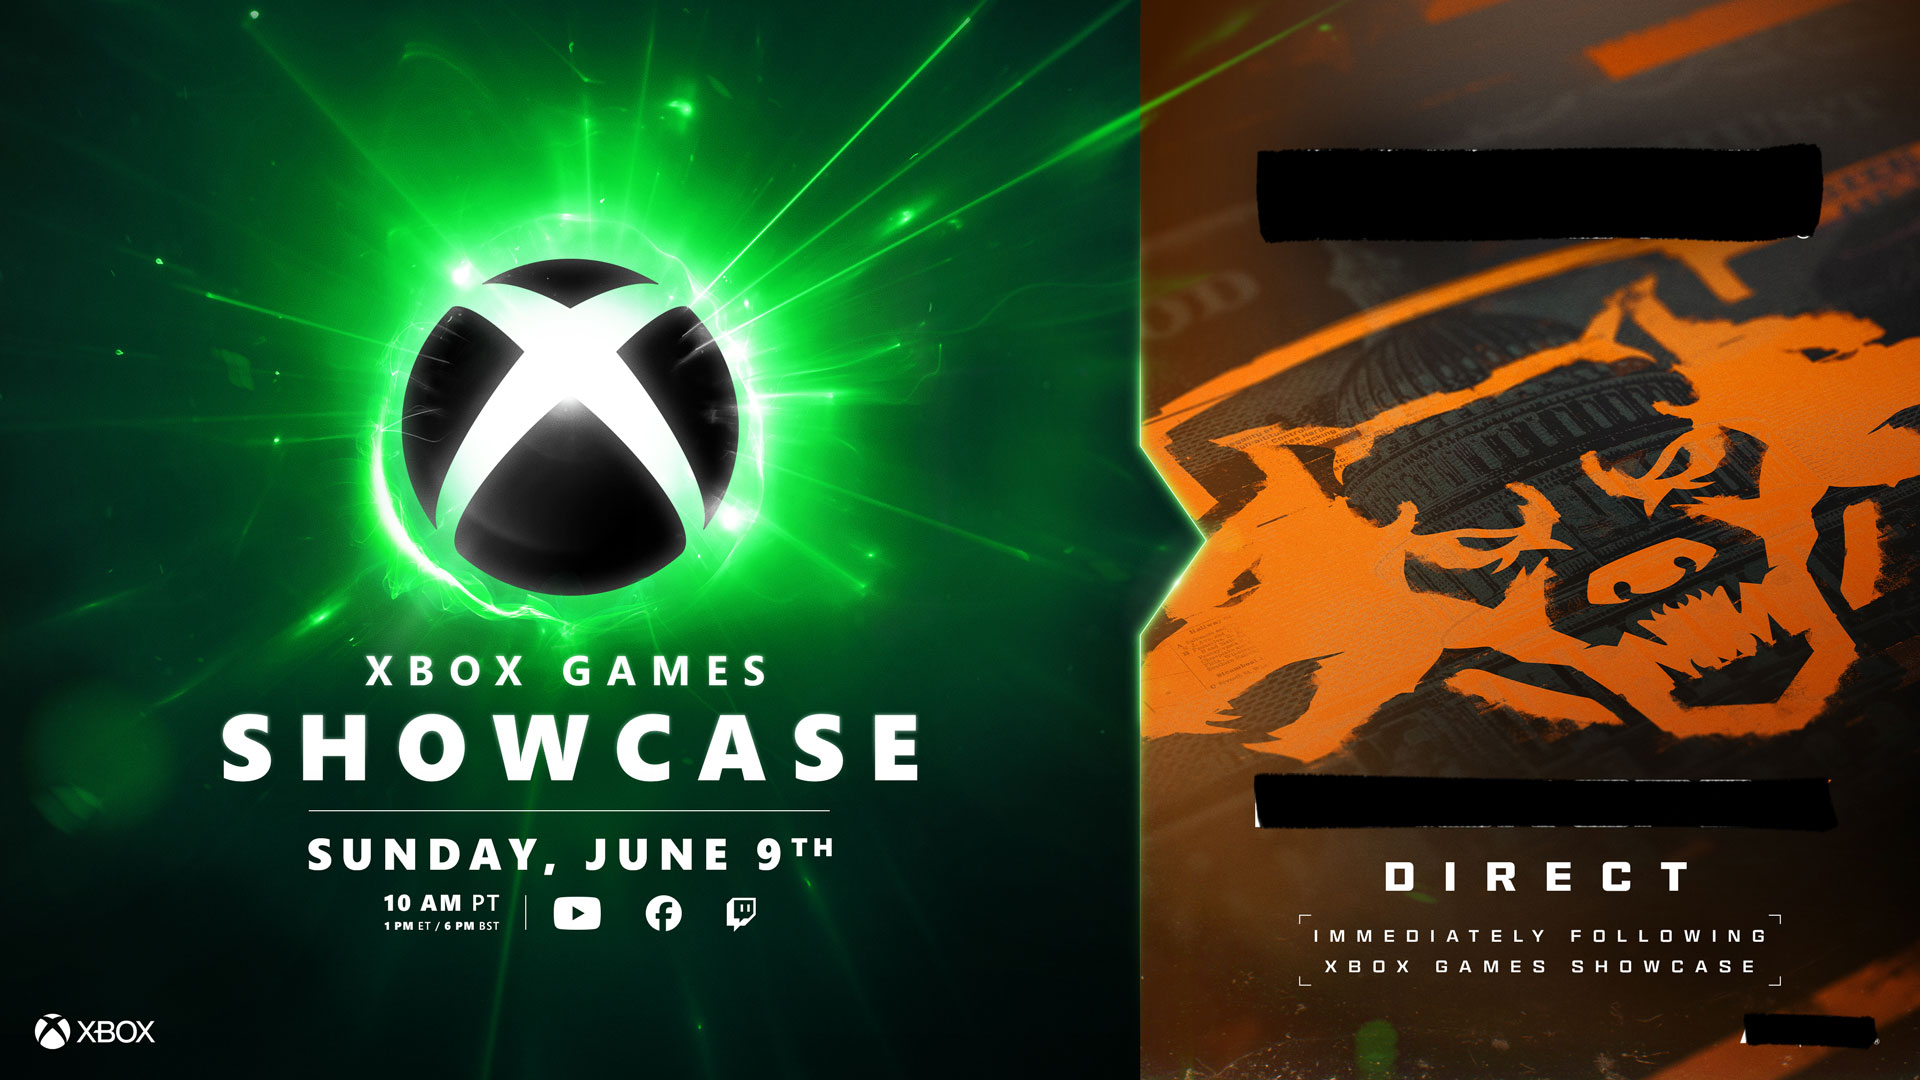 XBOX GAMES
SHOWCASE
SUNDAY, JUNE 9TH
10 AM PT
1 PM ET / 6 PM BST
XBOX
DIRECT
IMMEDIATELY FOLLOWING
XBOX GAMES SHOWCASE